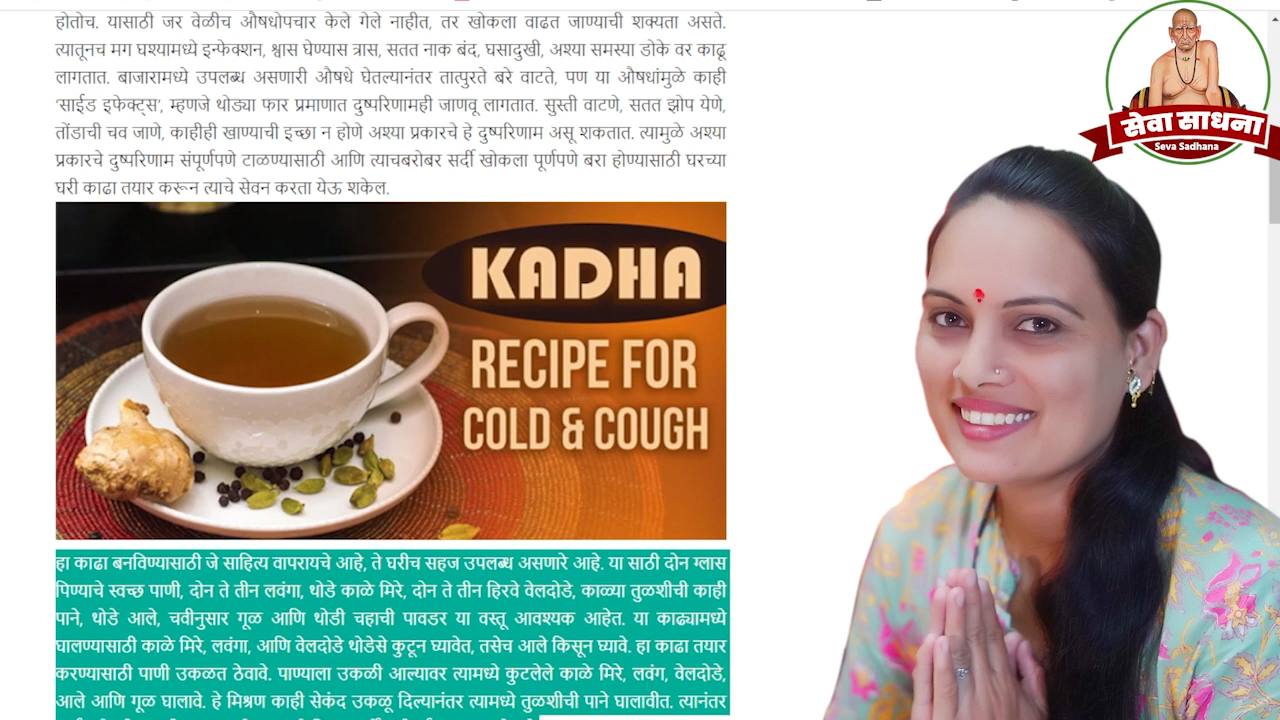 होतोच. यासाठी जर वेळीच औषधोपचार केले गेले नाहीत, तर खोकला वाढत जाण्याची शक्यता असते.
त्यातूनच मग घश्यामध्ये इन्फेक्शन, श्वास घेण्यास त्रास, सतत नाक बंद, घसादुखी, अश्या समस्या डोके वर काढू
लागतात. बाजारामध्ये उपलब्ध असणारी औषधे घेतल्यानंतर तात्पुरते बरे वाटते, पण या औषधांमुळे काही
'साईड इफेक्ट्स', म्हणजे थोड्या फार प्रमाणात दुष्परिणामही जाणवू लागतात. सुस्ती वाटणे, सतत झोप येणे,
तोंडाची चव जाणे, काहीही खाण्याची इच्छा न होणे अश्या प्रकारचे हे दुष्परिणाम असू शकतात. त्यामुळे अश्या
प्रकारचे दुष्परिणाम संपूर्णपणे टाळण्यासाठी आणि त्याचबरोबर सर्दी खोकला पूर्णपणे बरा होण्यासाठी घरच्या
घरी काढा तयार करून त्याचे सेवन करता येऊ शकेल.
सेवा साधना
Seva Sadhana
KADHA
RECIPE FOR
COLD & COUGH
हा काढा बनविण्यासाठी जे साहित्य वापरायचे आहे, ते घरीच सहज उपलब्ध असणारे आहे. या साठी दोन ग्लास
पिण्याचे स्वच्छ पाणी, दोन ते तीन लवंगा, थोडे काळे मिरे, दोन ते तीन हिरवे वेलदोडे, काळ्या तुळशीची काही
पाने, थोडे आले, चवीनुसार गूळ आणि थोडी चहाची पावडर या वस्तू आवश्यक आहेत. या काढ्यामध्ये
घालण्यासाठी काळे मिरे, लवंगा, आणि वेलदोडे थोडेसे कुटून घ्यावेत, तसेच आले किसून घ्यावे. हा काढा तयार
करण्यासाठी पाणी उकळत ठेवावे. पाण्याला उकळी आल्यावर त्यामध्ये कुटलेले काळे मिरे, लवंग, वेलदोडे,
आले आणि गूळ घालावे. हे मिश्रण काही सेकंद उकळू दिल्यानंतर त्यामध्ये तुळशीची पाने घालावीत. त्यानंतर